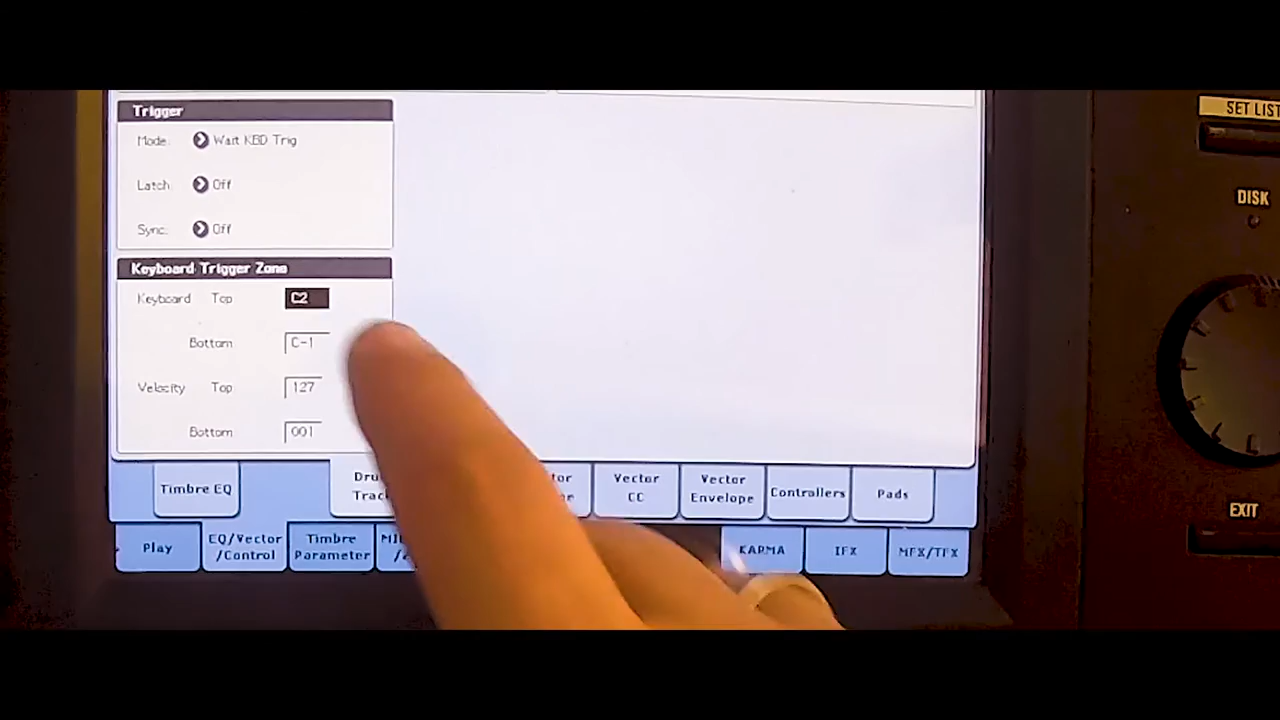 Trigger
Mode: Wait KBD Trig
Latch: Off
Sync: Off
Keyboard Trigger Zone
Keyboard Top C2
Bottom C-1
Velocity Top 127
Bottom 001
Timbre EQ
Vector
CC
Vector
Envelope
Controllers
Pads
Play
EQ/Vector
/Control
Timbre
Parameter
KARMA
IFX
MFX/TFX
SET LIST
DISK
EXIT